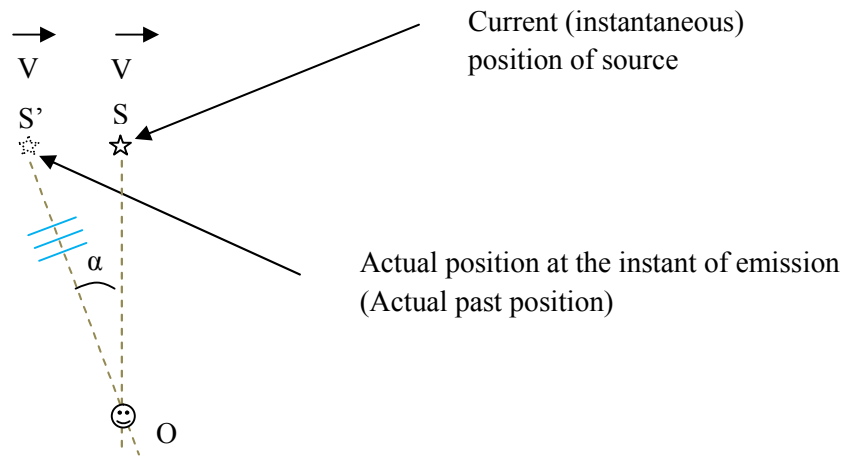 Current (instantaneous)
position of source
V V
S’ S
α
Actual position at the instant of emission
(Actual past position)
O